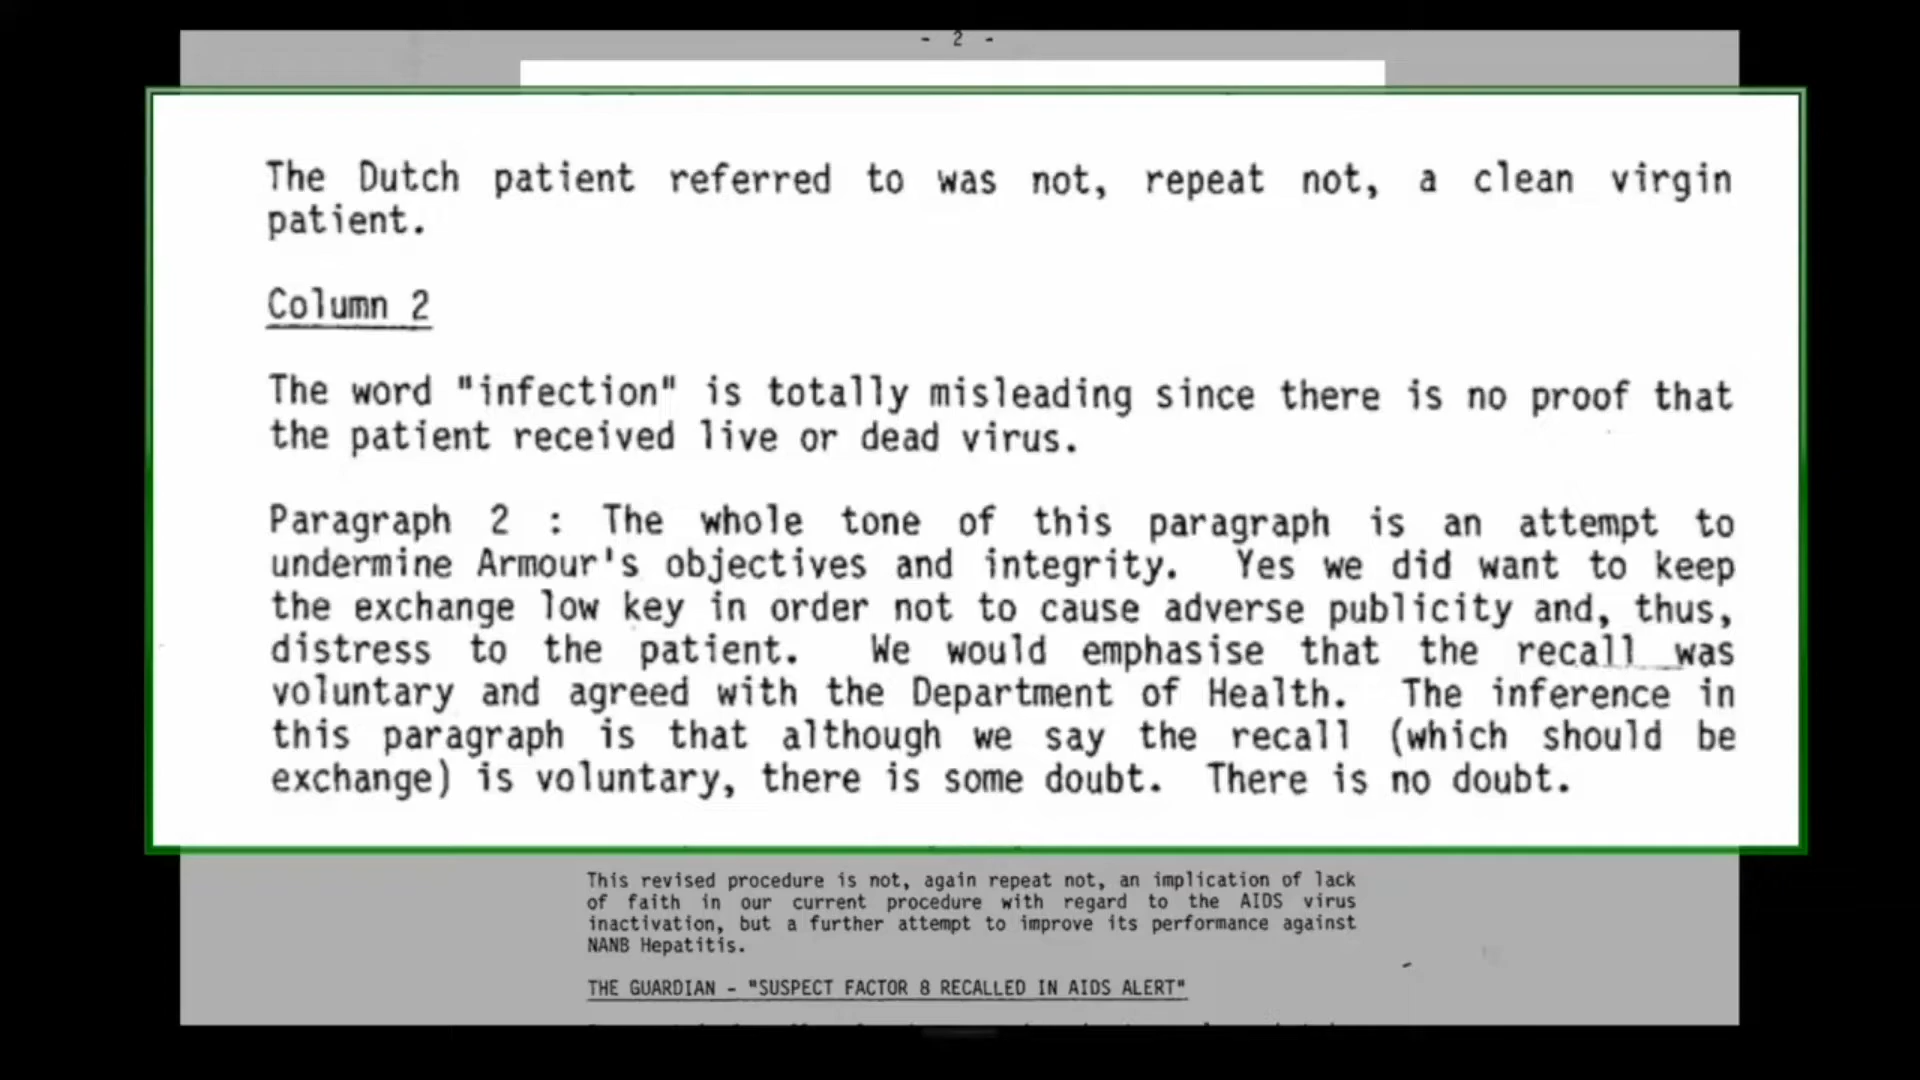 - 2 -
The Dutch patient referred to was not, repeat not, a clean virgin
patient.
Column 2
The word "infection" is totally misleading since there is no proof that
the patient received live or dead virus.
Paragraph 2 : The whole tone of this paragraph is an attempt to
undermine Armour's objectives and integrity. Yes we did want to keep
the exchange low key in order not to cause adverse publicity and, thus,
distress to the patient. We would emphasise that the recall was
voluntary and agreed with the Department of Health. The inference in
this paragraph is that although we say the recall (which should be
exchange) is voluntary, there is some doubt. There is no doubt.
This revised procedure is not, again repeat not, an implication of lack
of faith in our current procedure with regard to the AIDS virus
inactivation, but a further attempt to improve its performance against
NANB Hepatitis.
THE GUARDIAN - "SUSPECT FACTOR 8 RECALLED IN AIDS ALERT"